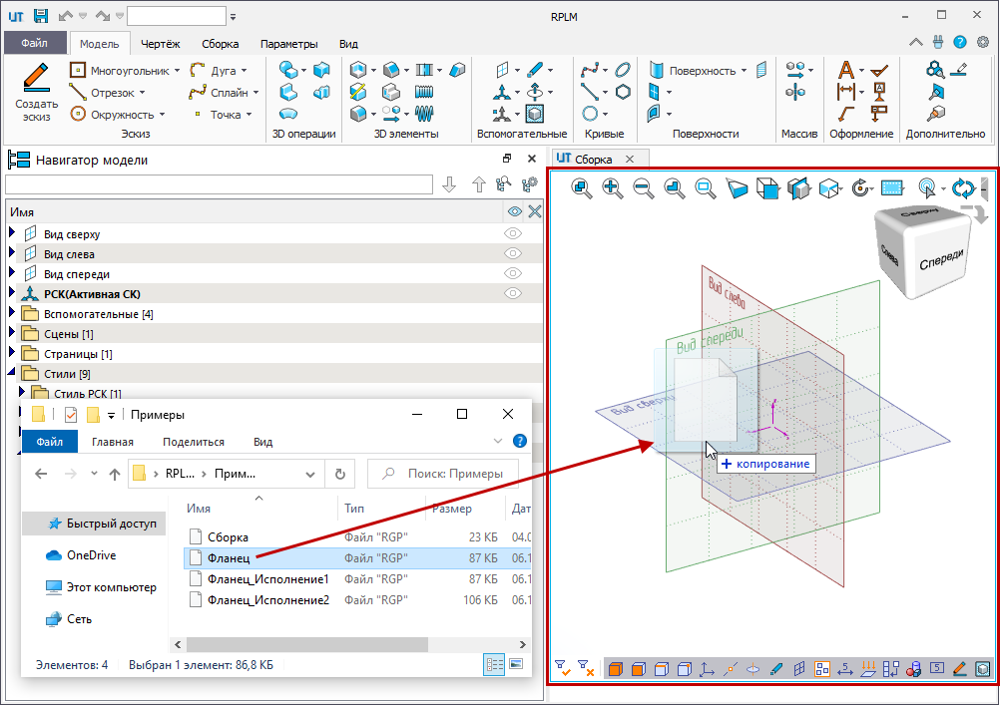 UT
RPLM
Файл
Модель
Чертёж
Сборка
Параметры
Вид
Создать эскиз
Многоугольник
Отрезок
Окружность
Дуга
Сплайн
Точка
Эскиз
3D операции
3D элементы
Вспомогательные
Кривые
Поверхность
Поверхности
Массив
Оформление
Дополнительно
Навигатор модели
Имя
Вид сверху
Вид слева
Вид спереди
РСК(Активная СК)
Вспомогательные [4]
Сцены [1]
Страницы [1]
Стили [9]
Стиль РСК [1]
UT Сборка
Сверху
Слева
Спереди
Вид слева
Вид спереди
Вид сверху
копирование
5
5
Примеры
Файл
Главная
Поделиться
Вид
RPL...
Прим...
Поиск: Примеры
Быстрый доступ
OneDrive
Этот компьютер
Сеть
Имя
Тип
Размер
Дат
Сборка
Файл "RGP"
23 КБ
04.0
Фланец
Файл "RGP"
87 КБ
06.1
Фланец_Исполнение1
Файл "RGP"
87 КБ
06.1
Фланец_Исполнение2
Файл "RGP"
106 КБ
06.1
Элементов: 4
Выбран 1 элемент: 86,8 КБ